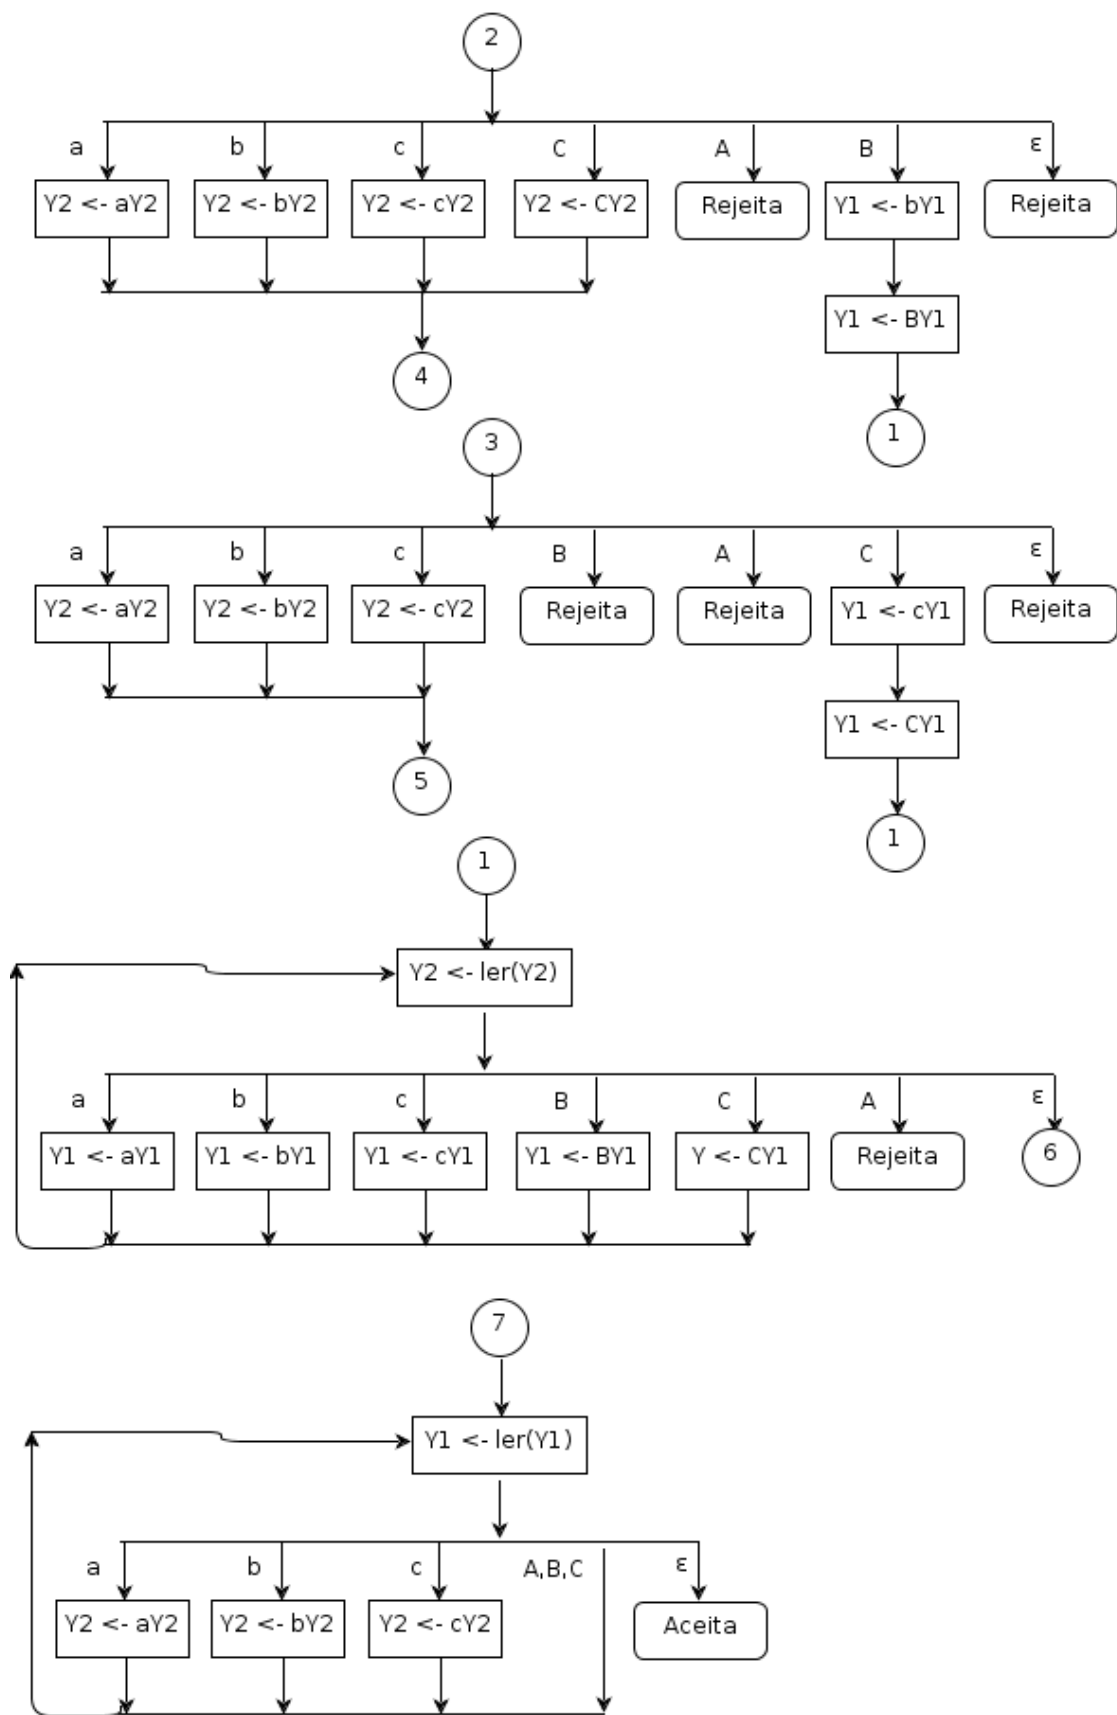 2
a b c C A B ε
Y2 <- aY2 Y2 <- bY2 Y2 <- cY2 Y2 <- CY2 Rejeita Y1 <- bY1 Rejeita
Y1 <- BY1
4
1
3
a b c B A C ε
Y2 <- aY2 Y2 <- bY2 Y2 <- cY2 Rejeita Rejeita Y1 <- cY1 Rejeita
Y1 <- CY1
5
1
1
Y2 <- ler(Y2)
a b c B C A ε
Y1 <- aY1 Y1 <- bY1 Y1 <- cY1 Y1 <- BY1 Y <- CY1 Rejeita 6
7
Y1 <- ler(Y1)
a b c A,B,C ε
Y2 <- aY2 Y2 <- bY2 Y2 <- cY2 Aceita